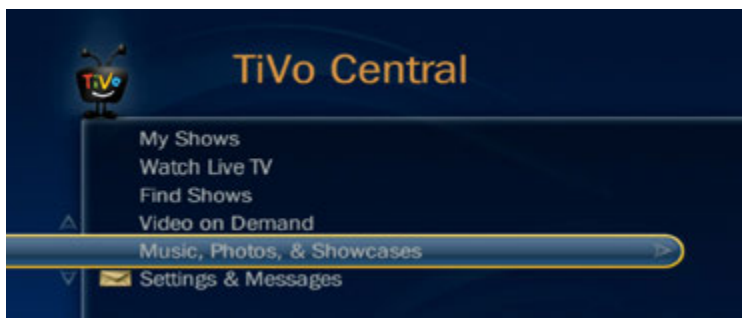 TiVo
TiVo Central
My Shows
Watch Live TV
Find Shows
Video on Demand
Music, Photos, & Showcases
Settings & Messages